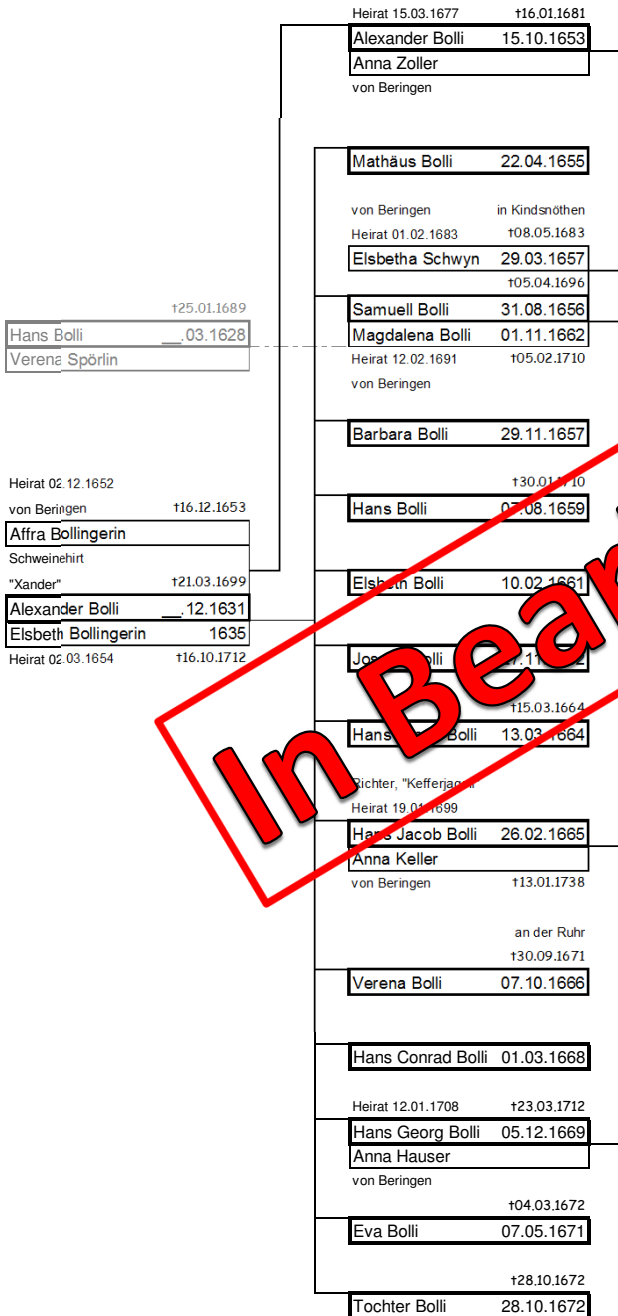 Heirat 15.03.1677 †16.01.1681
Alexander Bolli 15.10.1653
Anna Zoller
von Beringen
Mathäus Bolli 22.04.1655
von Beringen in Kindsnöthen
Heirat 01.02.1683 †08.05.1683
Elsbetha Schwyn 29.03.1657
†05.04.1696
Samuell Bolli 31.08.1656
Magdalena Bolli 01.11.1662
Heirat 12.02.1691 †05.02.1710
von Beringen
†25.01.1689
Hans Bolli __.03.1628
Verena Spörlin
Barbara Bolli 29.11.1657
†30.01.1710
Hans Bolli 07.08.1659
Heirat 02.12.1652
von Beringen †16.12.1653
Affra Bollingerin
Schweinehirt
"Xander" †21.03.1699
Alexander Bolli __.12.1631
Elsbeth Bollingerin 1635
Heirat 02.03.1654 †16.10.1712
Elsbeth Bolli 10.02.1661
†15.03.1664
Hans Bolli 13.03.1664
In Bear
Richter,
Heirat 19.01.1699
Hans Jacob Bolli 26.02.1665
Anna Keller
von Beringen †13.01.1738
an der Ruhr
†30.09.1671
Verena Bolli 07.10.1666
Hans Conrad Bolli 01.03.1668
Heirat 12.01.1708 †23.03.1712
Hans Georg Bolli 05.12.1669
Anna Hauser
von Beringen
†04.03.1672
Eva Bolli 07.05.1671
†28.10.1672
Tochter Bolli 28.10.1672